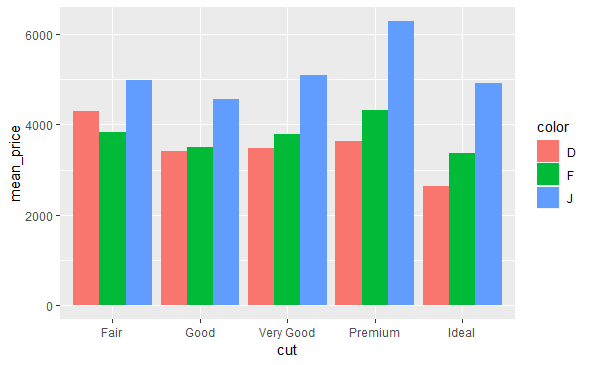 6000
4000
2000
0
mean_price
Fair
Good
Very Good
Premium
Ideal
cut
color
D
F
J